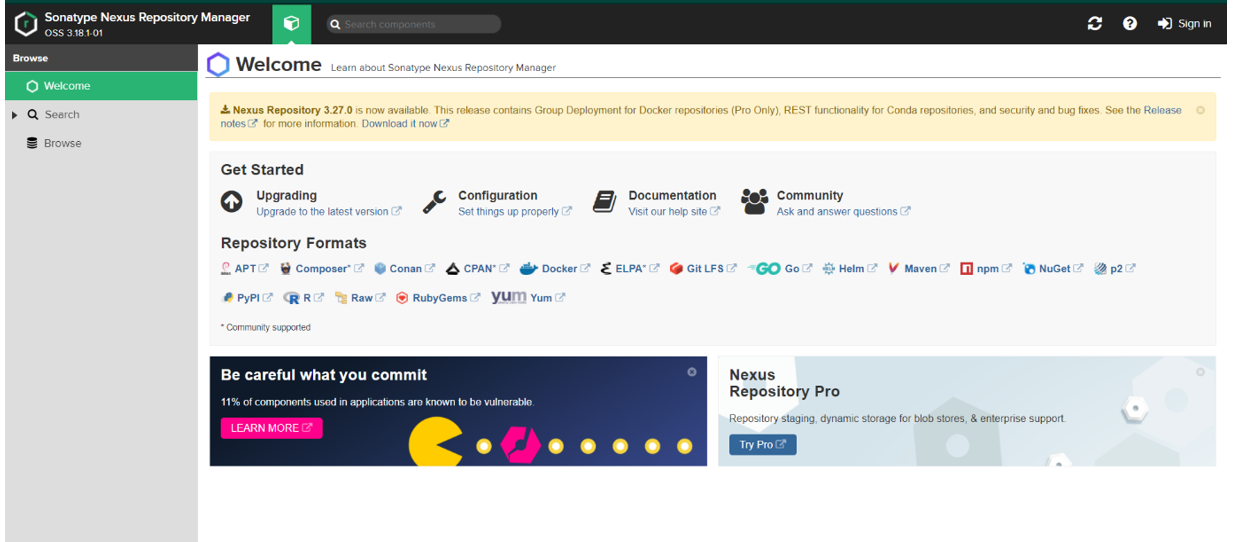 Sonatype Nexus Repository Manager
OSS 3.18.1-01
Search components
Sign in
Browse
Welcome
Search
Browse
Welcome Learn about Sonatype Nexus Repository Manager
Nexus Repository 3.27.0 is now available. This release contains Group Deployment for Docker repositories (Pro Only), REST functionality for Conda repositories, and security and bug fixes. See the Release
notes for more information. Download it now
Get Started
Upgrading
Upgrade to the latest version
Configuration
Set things up properly
Documentation
Visit our help site
Community
Ask and answer questions
Repository Formats
APT Composer* Conan CPAN* Docker ELPA* Git LFS GO Go Helm Maven npm NuGet p2
PyPI R Raw RubyGems yum Yum
* Community supported
Be careful what you commit
11% of components used in applications are known to be vulnerable.
LEARN MORE
Nexus
Repository Pro
Repository staging, dynamic storage for blob stores, & enterprise support.
Try Pro